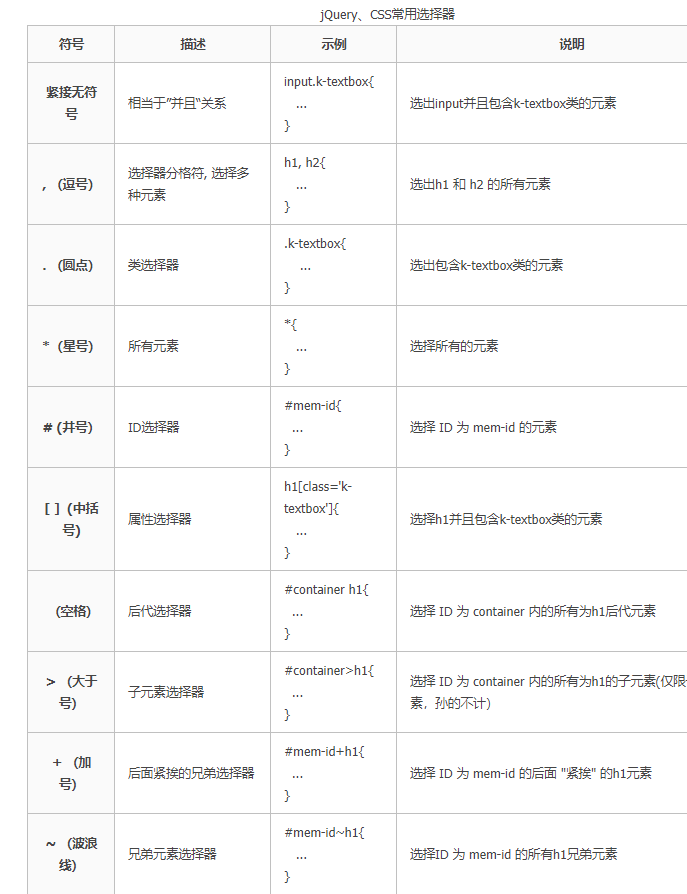 jQuery、CSS常用选择器
符号 描述 示例 说明
紧接无符
号
相当于”并且“关系
input.k-textbox{
...
}
选出input并且包含k-textbox类的元素
， (逗号)
选择器分格符, 选择多
种元素
h1, h2{
...
}
选出h1 和 h2 的所有元素
． (圆点)
类选择器
.k-textbox{
...
}
选出包含k-textbox类的元素
* (星号)
所有元素
*{
...
}
选择所有的元素
# (井号)
ID选择器
#mem-id{
...
}
选择 ID 为 mem-id 的元素
[ ] (中括
号)
属性选择器
h1[class='k-
textbox']{
...
}
选择h1并且包含k-textbox类的元素
(空格)
后代选择器
#container h1{
...
}
选择 ID 为 container 内的所有为h1后代元素
> (大于
号)
子元素选择器
#container>h1{
...
}
选择 ID 为 container 内的所有为h1的子元素(仅限
素，孙的不计)
+ (加
号)
后面紧挨的兄弟选择器
#mem-id+h1{
...
}
选择 ID 为 mem-id 的后面 "紧挨" 的h1元素
~ (波浪
线)
兄弟元素选择器
#mem-id~h1{
...
}
选择ID 为 mem-id 的所有h1兄弟元素